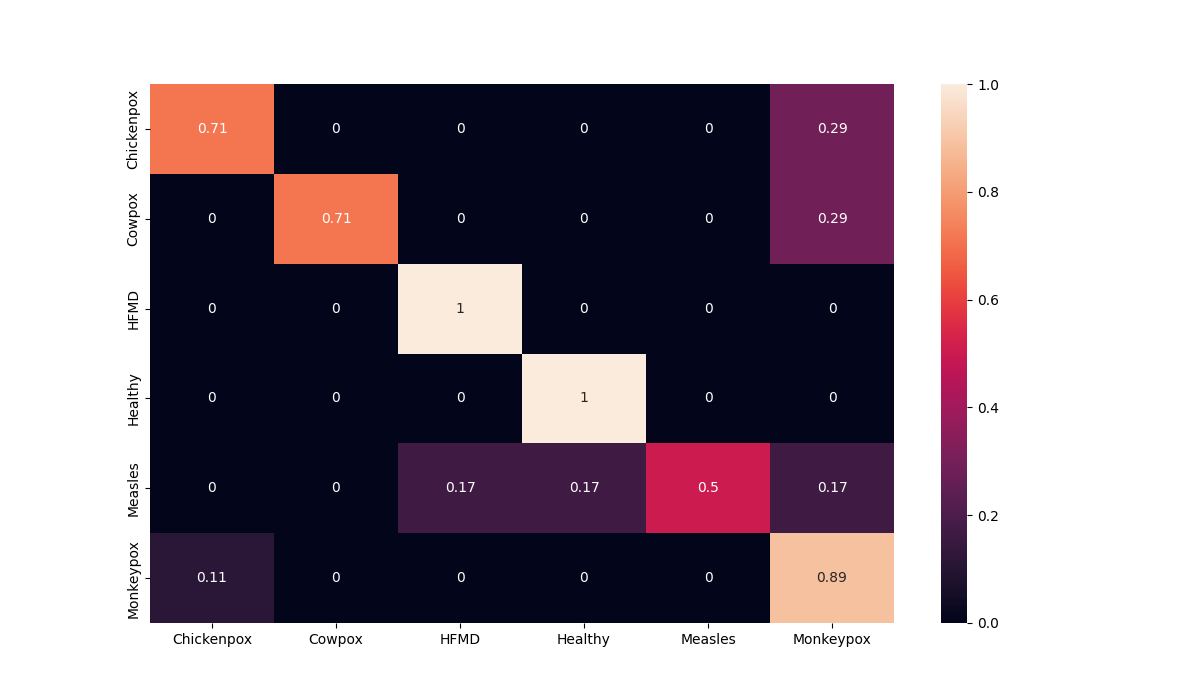 Chickenpox 0.71 0 0 0 0 0.29
Cowpox 0 0.71 0 0 0 0.29
HFMD 0 0 1 0 0 0
Healthy 0 0 0 1 0 0
Measles 0 0 0.17 0.17 0.5 0.17
Monkeypox 0.11 0 0 0 0 0.89
Chickenpox Cowpox HFMD Healthy Measles Monkeypox
1.0
0.8
0.6
0.4
0.2
0.0